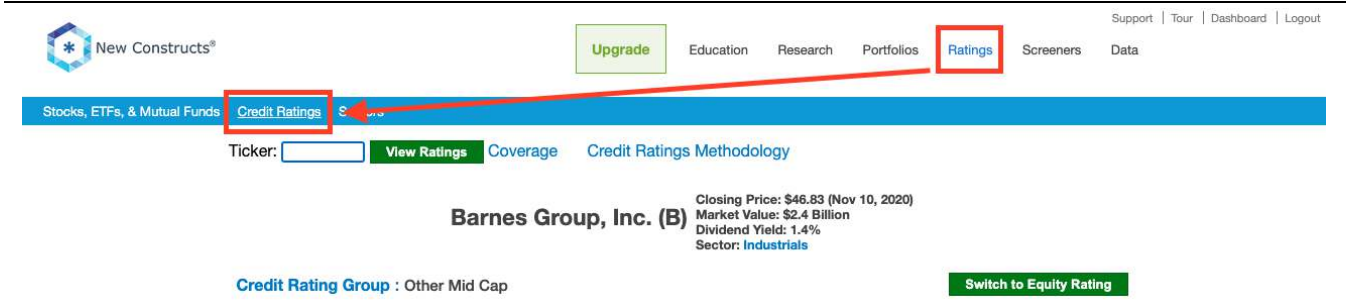 Support | Tour | Dashboard | Logout
New Constructs®
Upgrade Education Research Portfolios Ratings Screeners Data
Stocks, ETFs, & Mutual Funds Credit Ratings
Ticker: View Ratings Coverage Credit Ratings Methodology
Barnes Group, Inc. (B)
Closing Price: $46.83 (Nov 10, 2020)
Market Value: $2.4 Billion
Dividend Yield: 1.4%
Sector: Industrials
Credit Rating Group : Other Mid Cap
Switch to Equity Rating